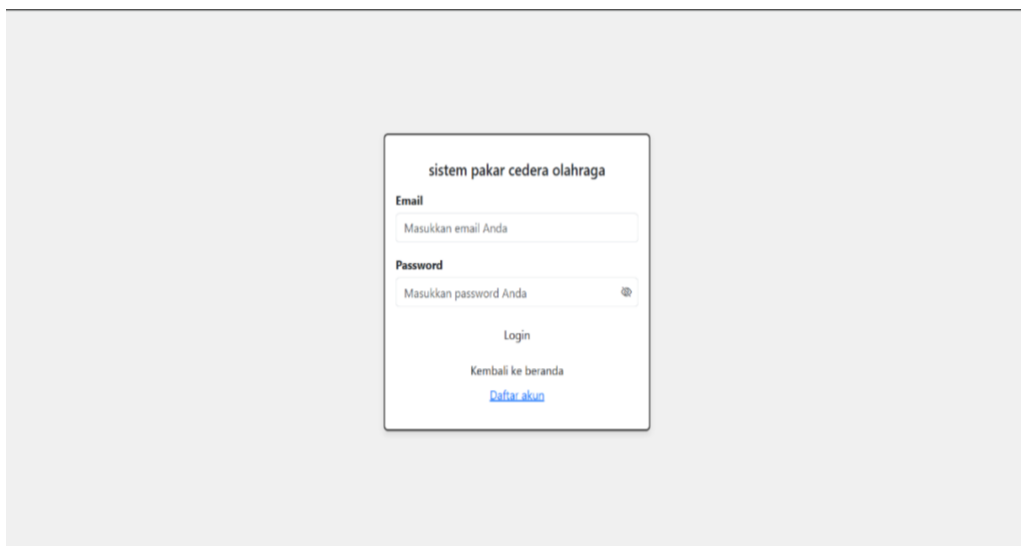 sistem pakar cedera olahraga
Email
Masukkan email Anda
Password
Masukkan password Anda
Login
Kembali ke beranda
Daftar akun